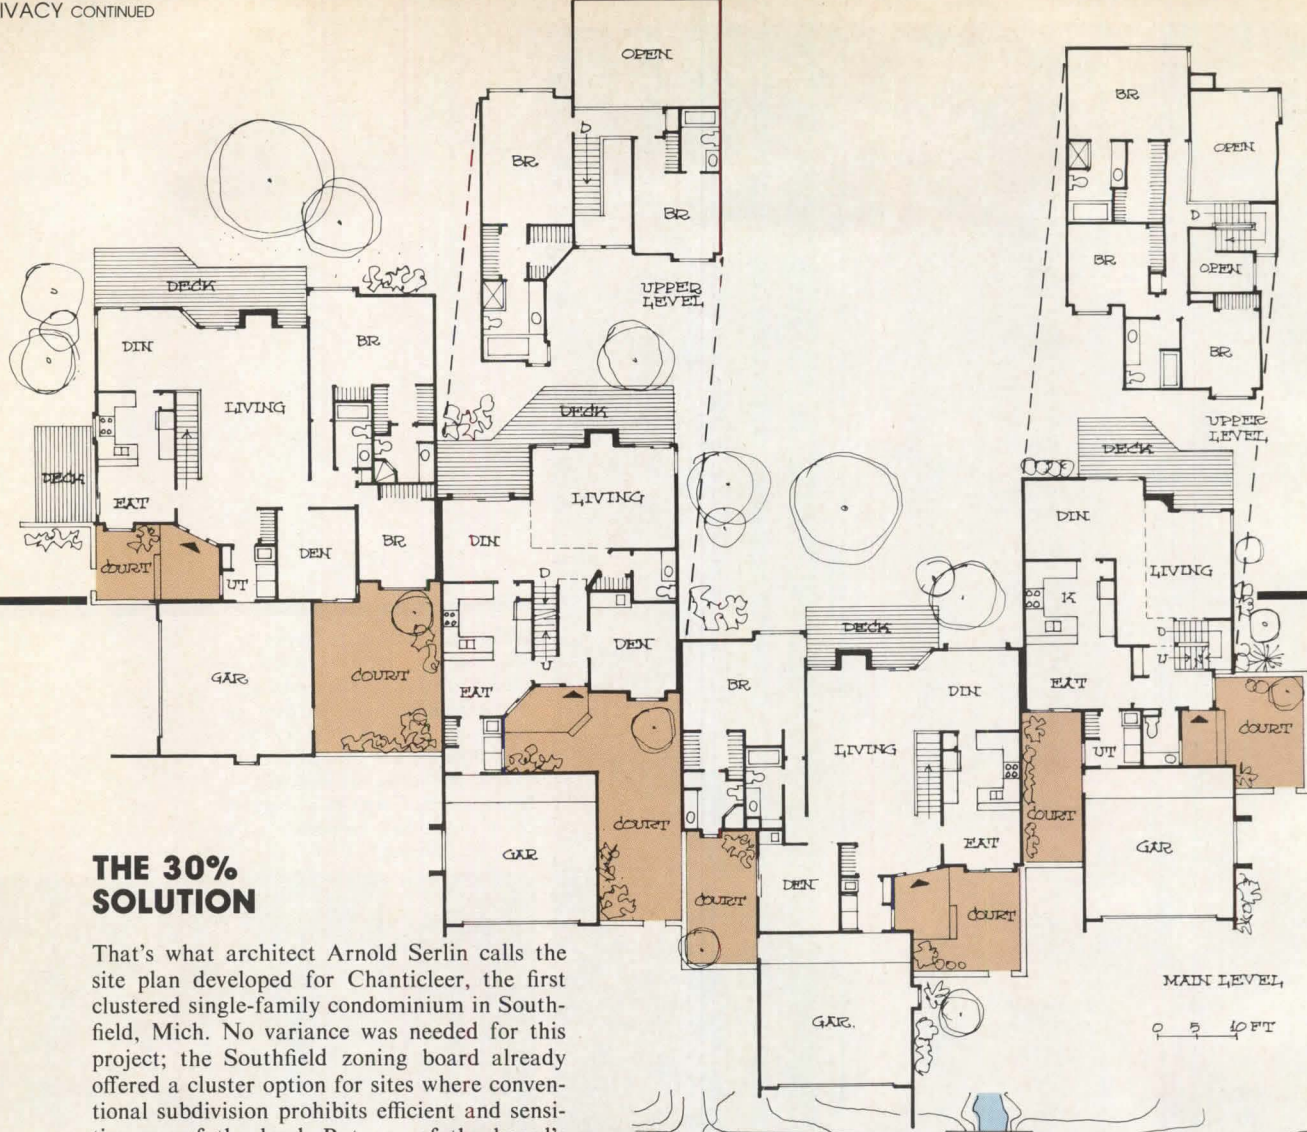 IVACY CONTINUED
OPEN
D
BR
BR
UPPER
LEVEL
BR
OPEN
D
BR
OPEN
BR
UPPER
LEVEL
DECK
DIN
BR
LIVING
DECK
EAT
COURT
UT
DEN
BR
GAR
COURT
DECK
LIVING
DIN
D
DEN
U
EAT
COURT
GAR
DECK
BR
DIN
LIVING
EAT
DEN
COURT
COURT
GAR.
DECK
DIN
LIVING
K
D
U
EAT
UT
COURT
COURT
GAR
MAIN LEVEL
0 5 10 FT
THE 30%
SOLUTION
That's what architect Arnold Serlin calls the
site plan developed for Chanticleer, the first
clustered single-family condominium in South-
field, Mich. No variance was needed for this
project; the Southfield zoning board already
offered a cluster option for sites where conven-
tional subdivision prohibits efficient and sensi-